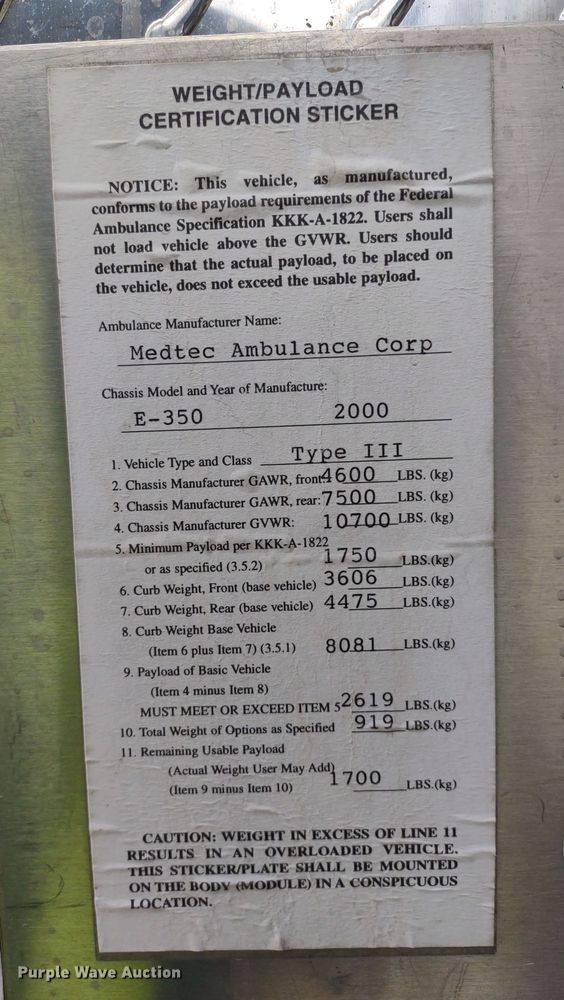 WEIGHT/PAYLOAD
CERTIFICATION STICKER
NOTICE: This vehicle, as manufactured,
conforms to the payload requirements of the Federal
Ambulance Specification KKK-A-1822. Users shall
not load vehicle above the GVWR. Users should
determine that the actual payload, to be placed on
the vehicle, does not exceed the usable payload.
Ambulance Manufacturer Name:
Medtec Ambulance Corp
Chassis Model and Year of Manufacture:
E-350 2000
1. Vehicle Type and Class Type III
2. Chassis Manufacturer GAWR, front 4600 LBS. (kg)
3. Chassis Manufacturer GAWR, rear: 7500 LBS. (kg)
4. Chassis Manufacturer GVWR: 10700 LBS. (kg)
5. Minimum Payload per KKK-A-1822
or as specified (3.5.2) 1750 LBS.(kg)
6. Curb Weight, Front (base vehicle) 3606 LBS.(kg)
7. Curb Weight, Rear (base vehicle) 4475 LBS.(kg)
8. Curb Weight Base Vehicle
(Item 6 plus Item 7) (3.5.1) 8081 LBS.(kg)
9. Payload of Basic Vehicle
(Item 4 minus Item 8)
MUST MEET OR EXCEED ITEM 5 2619 LBS.(kg)
10. Total Weight of Options as Specified 919 LBS.(kg)
11. Remaining Usable Payload
(Actual Weight User May Add)
(Item 9 minus Item 10) 1700 LBS.(kg)
CAUTION: WEIGHT IN EXCESS OF LINE 11
RESULTS IN AN OVERLOADED VEHICLE.
THIS STICKER/PLATE SHALL BE MOUNTED
ON THE BODY (MODULE) IN A CONSPICUOUS
LOCATION.
Purple Wave Auction